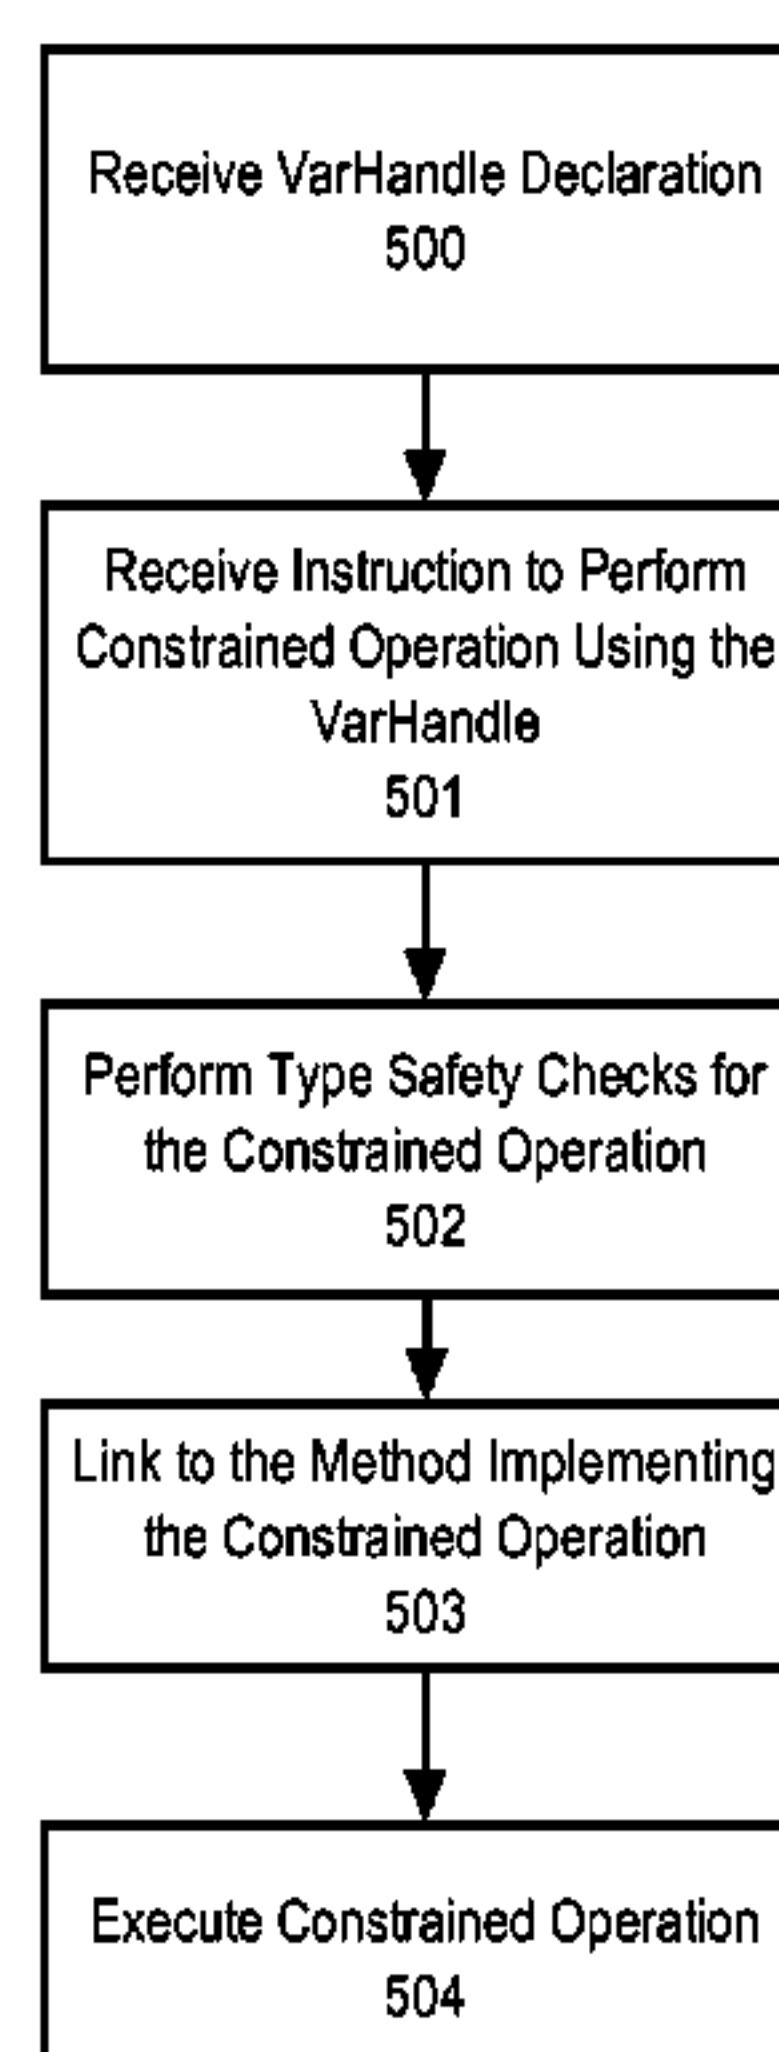 Receive VarHandle Declaration
500
Receive Instruction to Perform
Constrained Operation Using the
VarHandle
501
Perform Type Safety Checks for
the Constrained Operation
502
Link to the Method Implementing
the Constrained Operation
503
Execute Constrained Operation
504